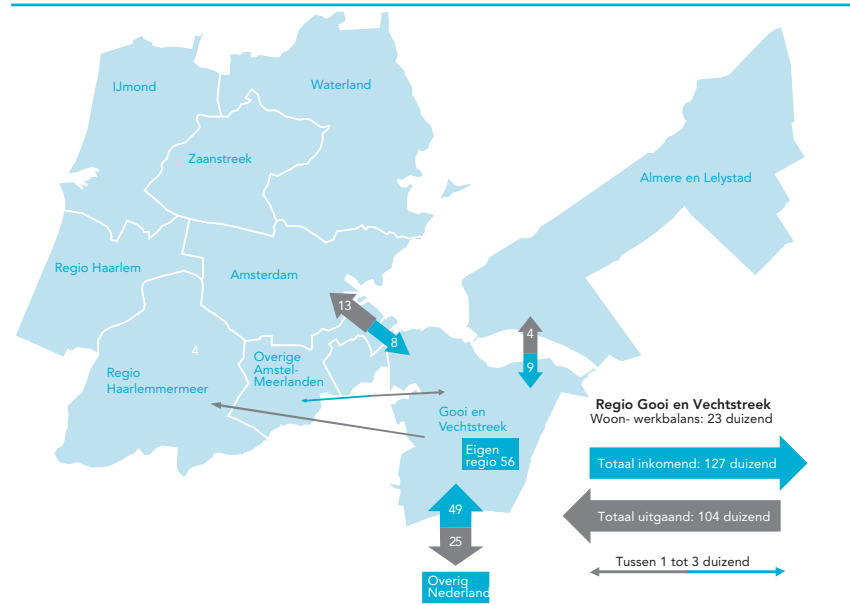 IJmond
Waterland
Zaanstreek
Almere en Lelystad
Regio Haarlem
Amsterdam
13
8
4
9
4
Overige
Amstel-
Meerlanden
Regio
Haarlemmermeer
Gooi en
Vechtstreek
Eigen
regio 56
49
25
Overig
Nederland
Regio Gooi en Vechtstreek
Woon- werkbalans: 23 duizend
Totaal inkomend: 127 duizend
Totaal uitgaand: 104 duizend
Tussen 1 tot 3 duizend